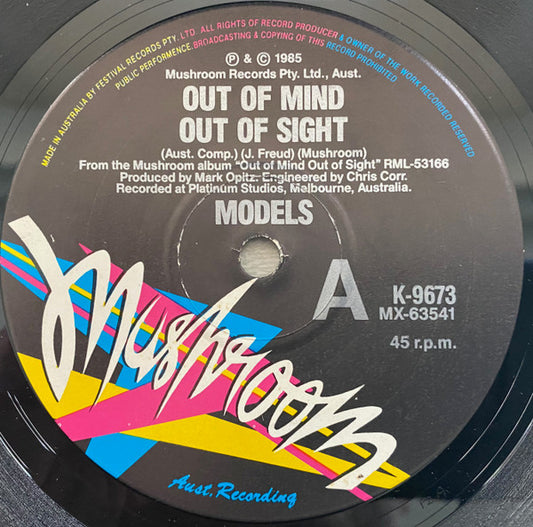 MADE IN AUSTRALIA BY FESTIVAL RECORDS PTY. LTD. ALL RIGHTS OF RECORD PRODUCER & OWNER OF THE WORK RECORDED RESERVED
PUBLIC PERFORMENCE, BROADCASTING & COPYING OF THIS RECORD PROHIBITED
Ⓟ & © 1985
Mushroom Records Pty. Ltd., Aust.
OUT OF MIND
OUT OF SIGHT
(Aust. Comp.) (J. Freud) (Mushroom)
From the Mushroom album "Out of Mind Out of Sight" RML-53166
Produced by Mark Opitz. Engineered by Chris Corr.
Recorded at Platinum Studios, Melbourne, Australia.
MODELS
A
K-9673
MX-63541
45 r.p.m.
Mushroom
Aust. Recording